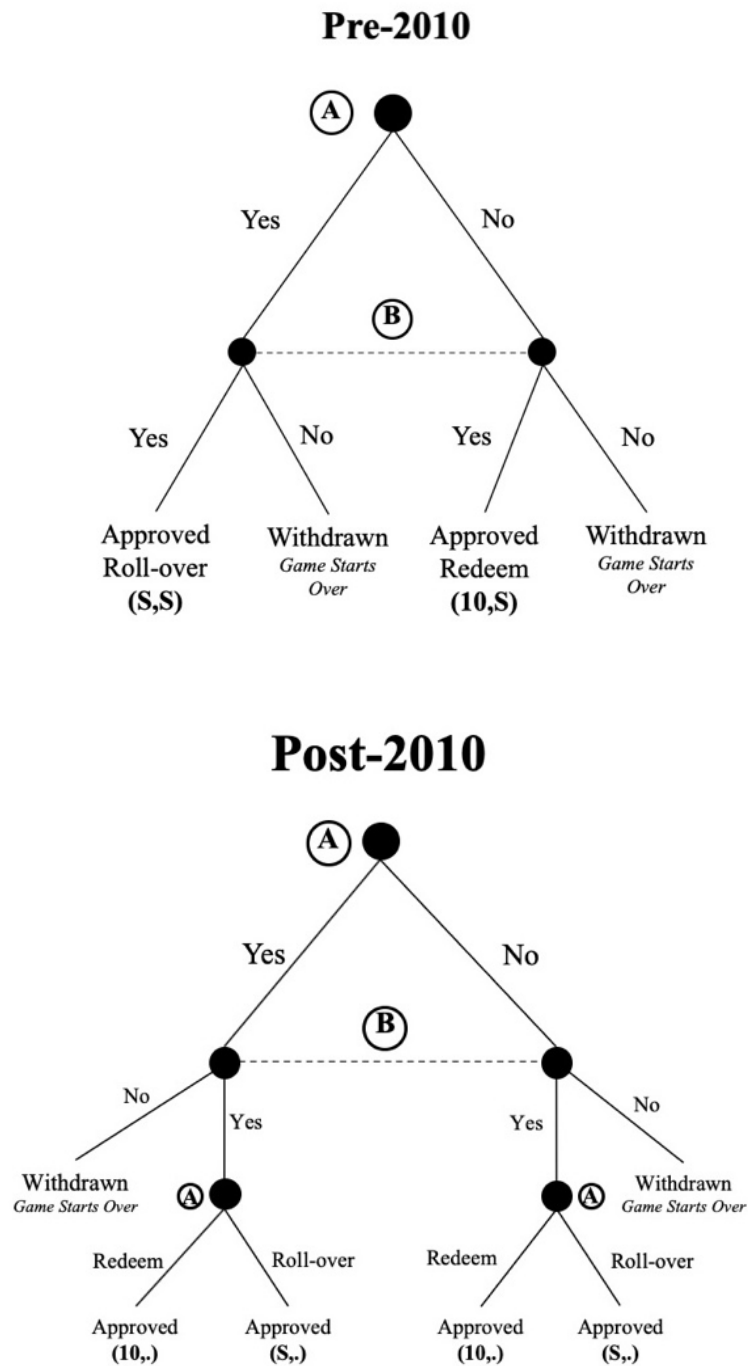 Pre-2010
A
Yes No
B
Yes No Yes No
Approved Withdrawn Approved Withdrawn
Roll-over Game Starts Redeem Game Starts
(S,S) Over (10,S) Over
Post-2010
A
Yes No
B
No Yes Yes No
Withdrawn A A Withdrawn
Game Starts Over Game Starts Over
Redeem Roll-over Redeem Roll-over
Approved Approved Approved Approved
(10,.) (S,.) (10,.) (S,.)